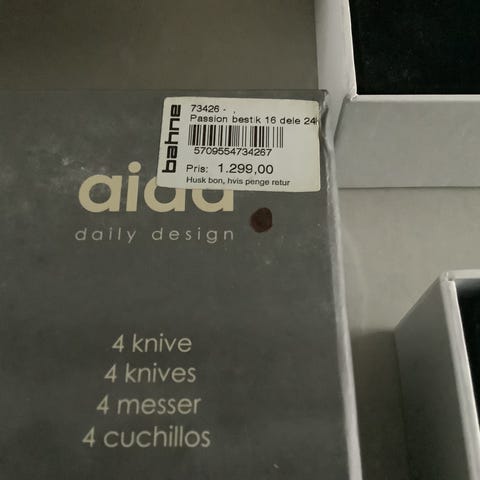 bahne
73426 - .
Passion bestik 16 dele 24k
5709554734267
Pris: 1.299,00
Husk bon, hvis penge retur
aida
daily design
4 knive
4 knives
4 messer
4 cuchillos